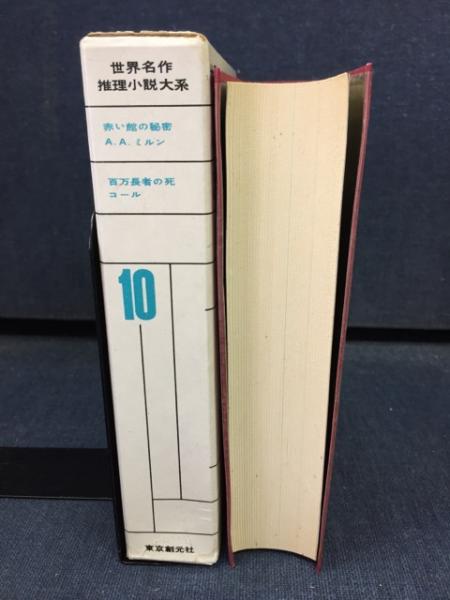 世界名作
推理小説大系
赤い館の秘密
A.A.ミルン
百万長者の死
コール
10
東京創元社